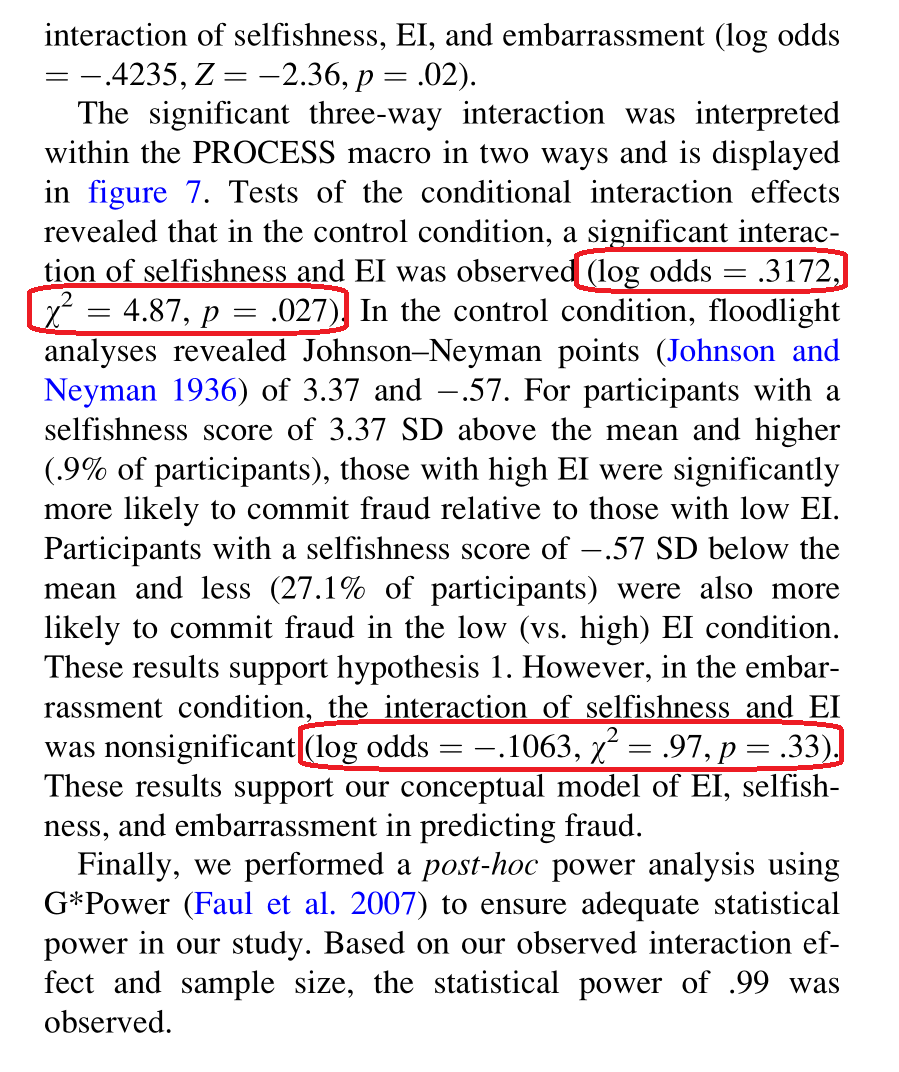 interaction of selfishness, EI, and embarrassment (log odds
= −.4235, Z = −2.36, p = .02).
The significant three-way interaction was interpreted
within the PROCESS macro in two ways and is displayed
in figure 7. Tests of the conditional interaction effects
revealed that in the control condition, a significant interac-
tion of selfishness and EI was observed (log odds = .3172,
χ² = 4.87, p = .027). In the control condition, floodlight
analyses revealed Johnson–Neyman points (Johnson and
Neyman 1936) of 3.37 and −.57. For participants with a
selfishness score of 3.37 SD above the mean and higher
(.9% of participants), those with high EI were significantly
more likely to commit fraud relative to those with low EI.
Participants with a selfishness score of −.57 SD below the
mean and less (27.1% of participants) were also more
likely to commit fraud in the low (vs. high) EI condition.
These results support hypothesis 1. However, in the embar-
rassment condition, the interaction of selfishness and EI
was nonsignificant (log odds = −.1063, χ² = .97, p = .33).
These results support our conceptual model of EI, selfish-
ness, and embarrassment in predicting fraud.
Finally, we performed a post-hoc power analysis using
G*Power (Faul et al. 2007) to ensure adequate statistical
power in our study. Based on our observed interaction ef-
fect and sample size, the statistical power of .99 was
observed.